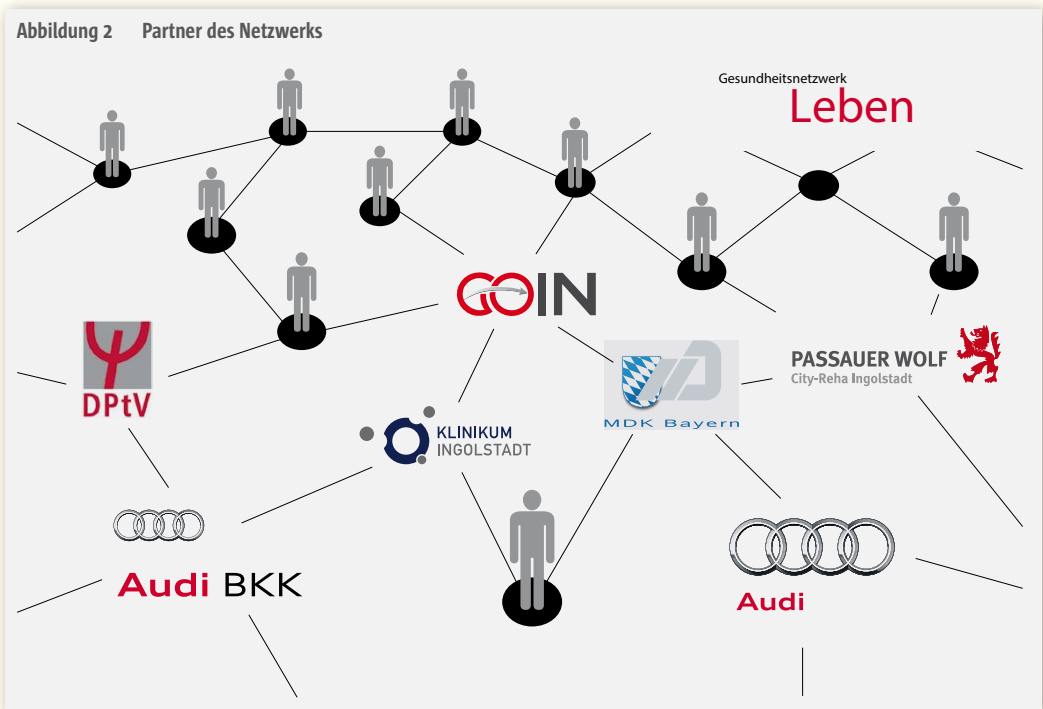 Abbildung 2 Partner des Netzwerks
Gesundheitsnetzwerk
Leben
GOIN
DPtV
PASSAUER WOLF
City-Reha Ingolstadt
MDK Bayern
KLINIKUM
INGOLSTADT
Audi BKK
Audi